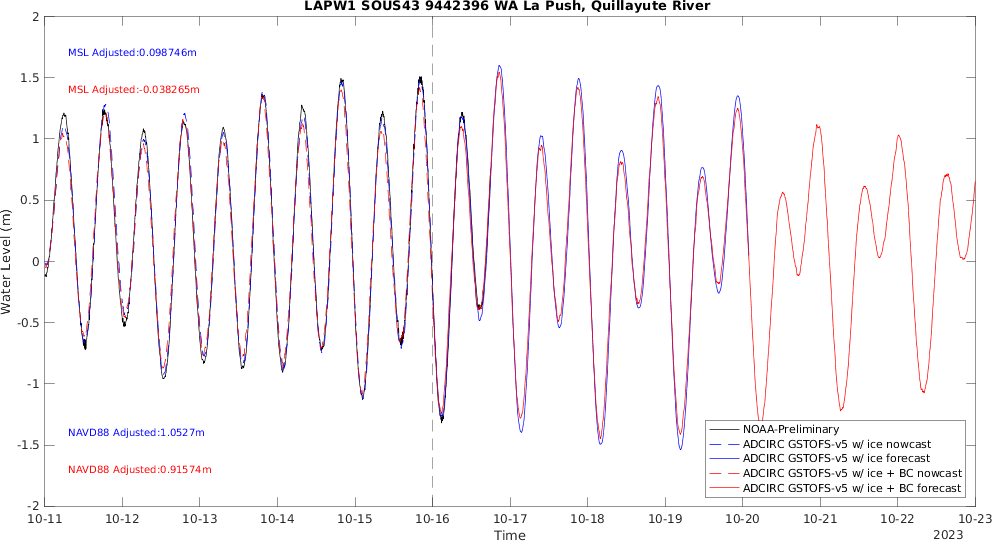 LAPW1 SOUS43 9442396 WA La Push, Quillayute River
MSL Adjusted:0.098746m
MSL Adjusted:-0.038265m
NAVD88 Adjusted:1.0527m
NAVD88 Adjusted:0.91574m
Water Level (m)
2
1.5
1
0.5
0
-0.5
-1
-1.5
-2
NOAA-Preliminary
ADCIRC GSTOFS-v5 w/ ice nowcast
ADCIRC GSTOFS-v5 w/ ice forecast
ADCIRC GSTOFS-v5 w/ ice + BC nowcast
ADCIRC GSTOFS-v5 w/ ice + BC forecast
10-11 10-12 10-13 10-14 10-15 10-16 10-17 10-18 10-19 10-20 10-21 10-22 10-23
Time
2023